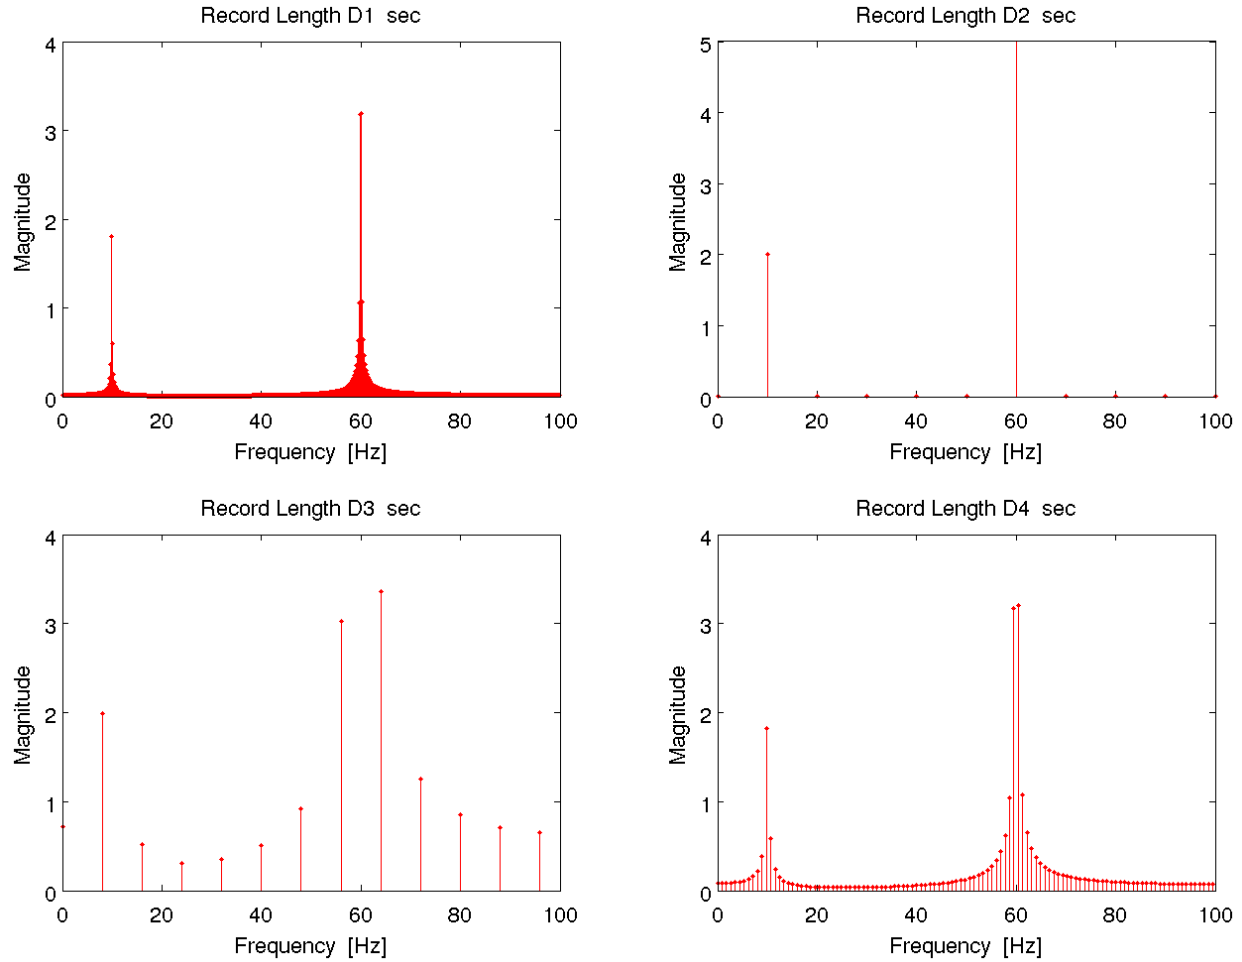 Record Length D1 sec
4
3
2
1
0
Magnitude
0 20 40 60 80 100
Frequency [Hz]
Record Length D2 sec
5
4
3
2
1
0
Magnitude
0 20 40 60 80 100
Frequency [Hz]
Record Length D3 sec
4
3
2
1
0
Magnitude
0 20 40 60 80 100
Frequency [Hz]
Record Length D4 sec
4
3
2
1
0
Magnitude
0 20 40 60 80 100
Frequency [Hz]